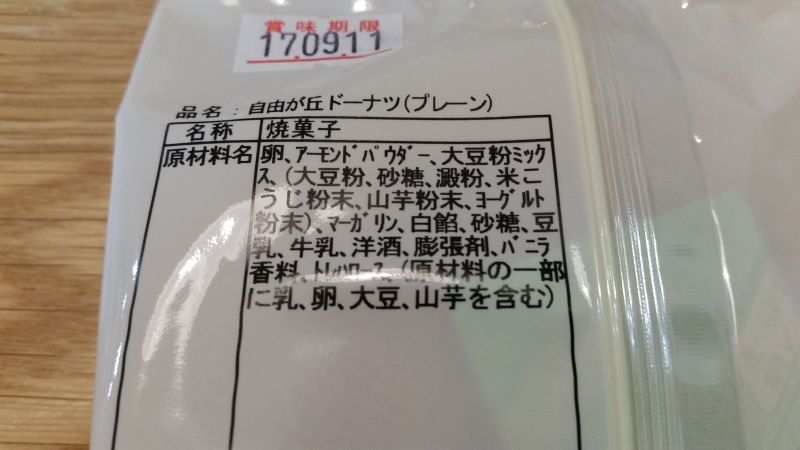 賞味期限
170911
品名：自由が丘ドーナツ(プレーン)
名称 焼菓子
原材料名 卵、ｱｰﾓﾝﾄﾞﾊﾟｳﾀﾞｰ、大豆粉ﾐｯｸ
ｽ、(大豆粉、砂糖、澱粉、米こ
うじ粉末、山芋粉末、ﾖｰｸﾞﾙﾄ
粉末)、ﾏｰｶﾞﾘﾝ、白餡、砂糖、豆
乳、牛乳、洋酒、膨張剤、ﾊﾞﾆﾗ
香料、ﾄﾚﾊﾛｰｽ、(原材料の一部
に乳、卵、大豆、山芋を含む)